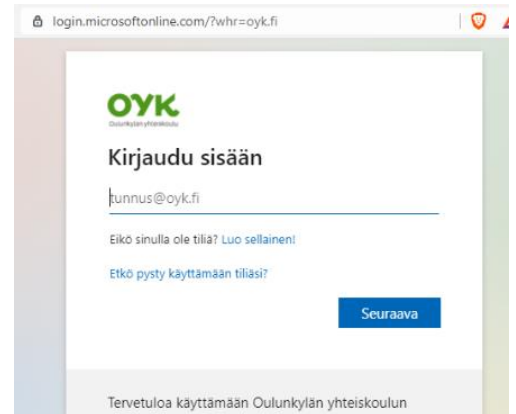 login.microsoftonline.com/?whr=oyk.fi
OYK
Oulunkylän yhteiskoulu
Kirjaudu sisään
tunnus@oyk.fi
Eikö sinulla ole tiliä? Luo sellainen!
Etkö pysty käyttämään tiliäsi?
Seuraava
Tervetuloa käyttämään Oulunkylän yhteiskoulun